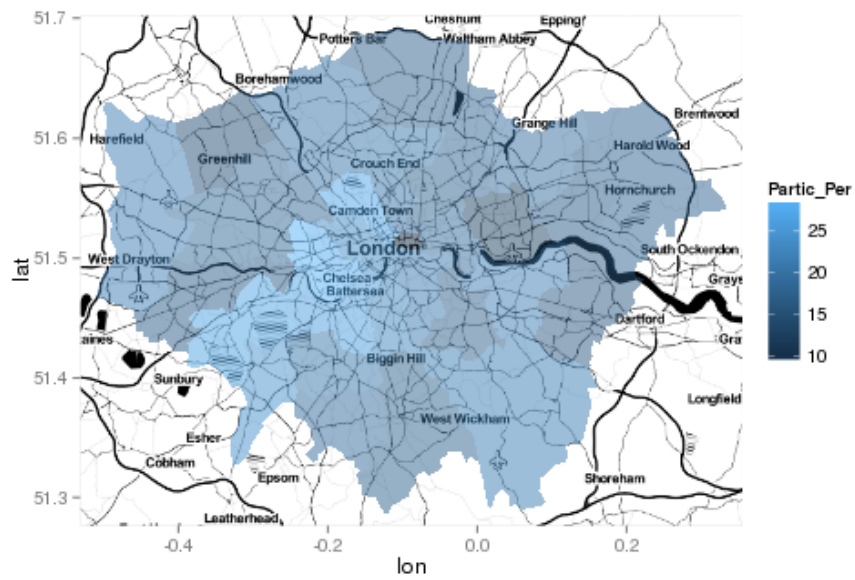 51.7
Cheshunt
Epping
Potters Bar
Waltham Abbey
Borehamwood
51.6
Harefield
Grange Hill
Brentwood
Harold Wood
Greenhill
Crouch End
Hornchurch
Partic_Per
Camden Town
25
51.5
West Drayton
London
South Ockendon
20
Chelsea
Battersea
Grays
15
lat
Dartford
Gra
aines
Biggin Hill
10
51.4
Sunbury
Longfield
West Wickham
Esher
Cobham
Epsom
Shoreham
51.3
Leatherhead
-0.4
-0.2
0.0
0.2
lon